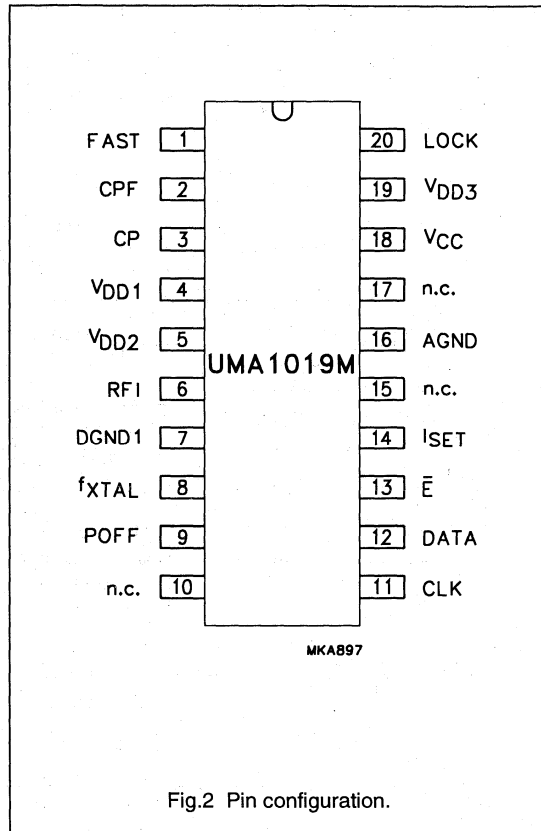 FAST 1 20 LOCK
CPF 2 19 VDD3
CP 3 18 VCC
VDD1 4 17 n.c.
VDD2 5 16 AGND
UMA1019M
RFI 6 15 n.c.
DGND1 7 14 ISET
fXTAL 8 13 E̅
POFF 9 12 DATA
n.c. 10 11 CLK
MKA897
Fig.2 Pin configuration.